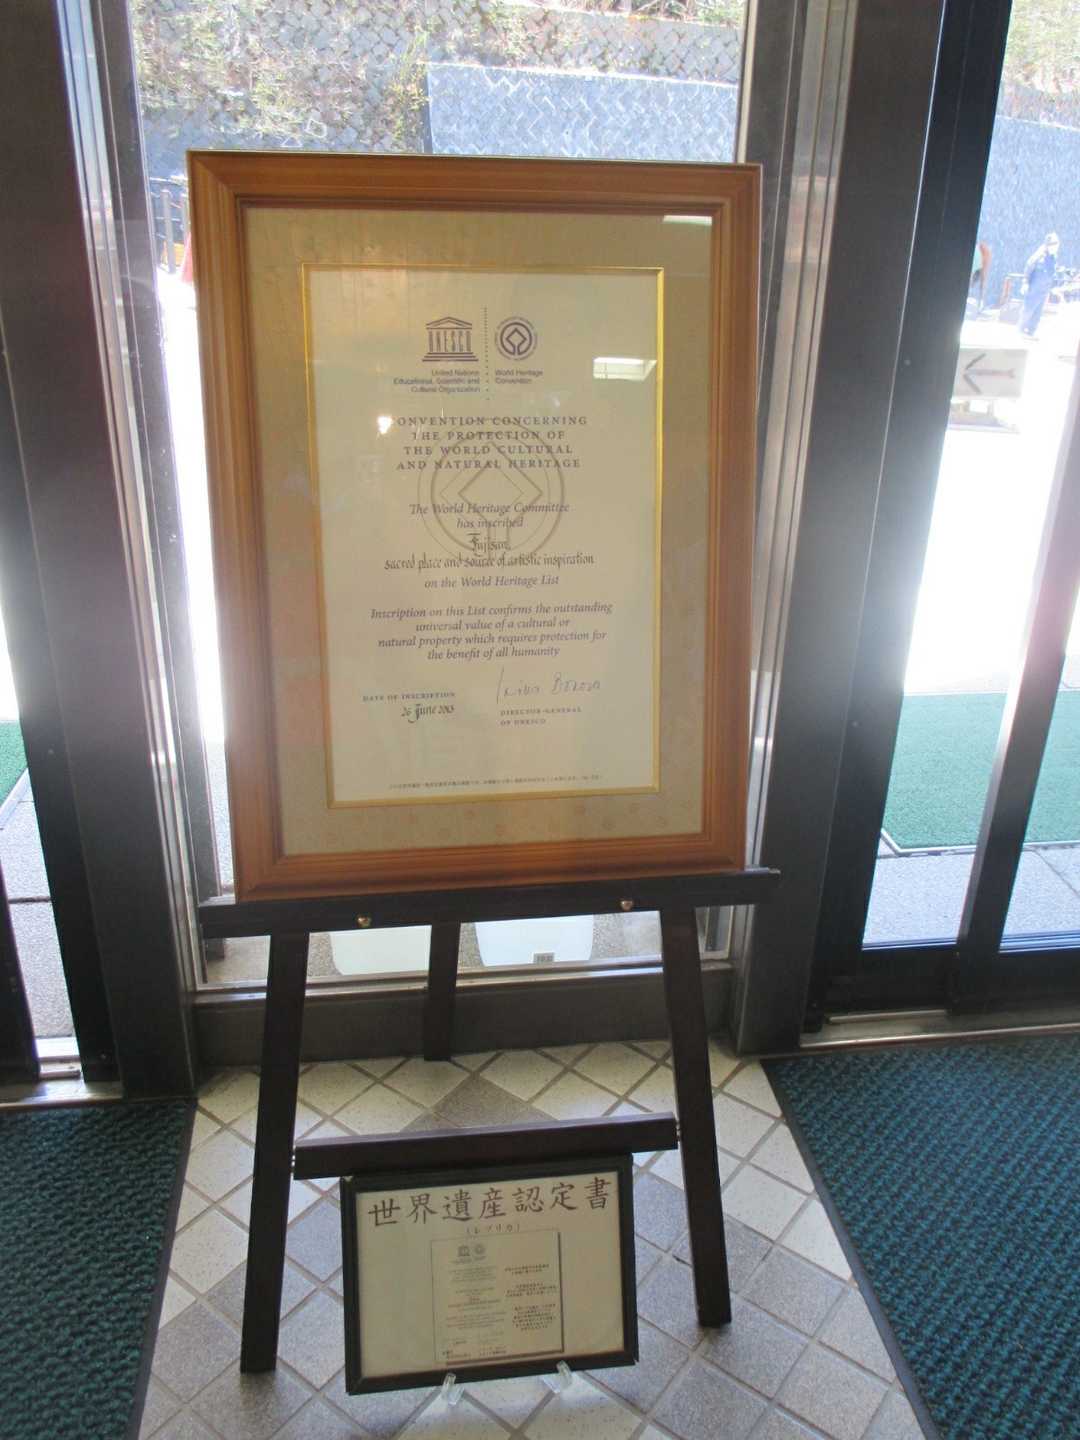 UNESCO
United Nations
Educational, Scientific and
Cultural Organization
World Heritage
Convention
CONVENTION CONCERNING
THE PROTECTION OF
THE WORLD CULTURAL
AND NATURAL HERITAGE
The World Heritage Committee
has inscribed
Fujisan,
sacred place and source of artistic inspiration
on the World Heritage List
Inscription on this List confirms the outstanding
universal value of a cultural or
natural property which requires protection for
the benefit of all humanity
DATE OF INSCRIPTION
26 June 2013
Irina Bokova
DIRECTOR-GENERAL
OF UNESCO
世界遺産認定書
(レプリカ)